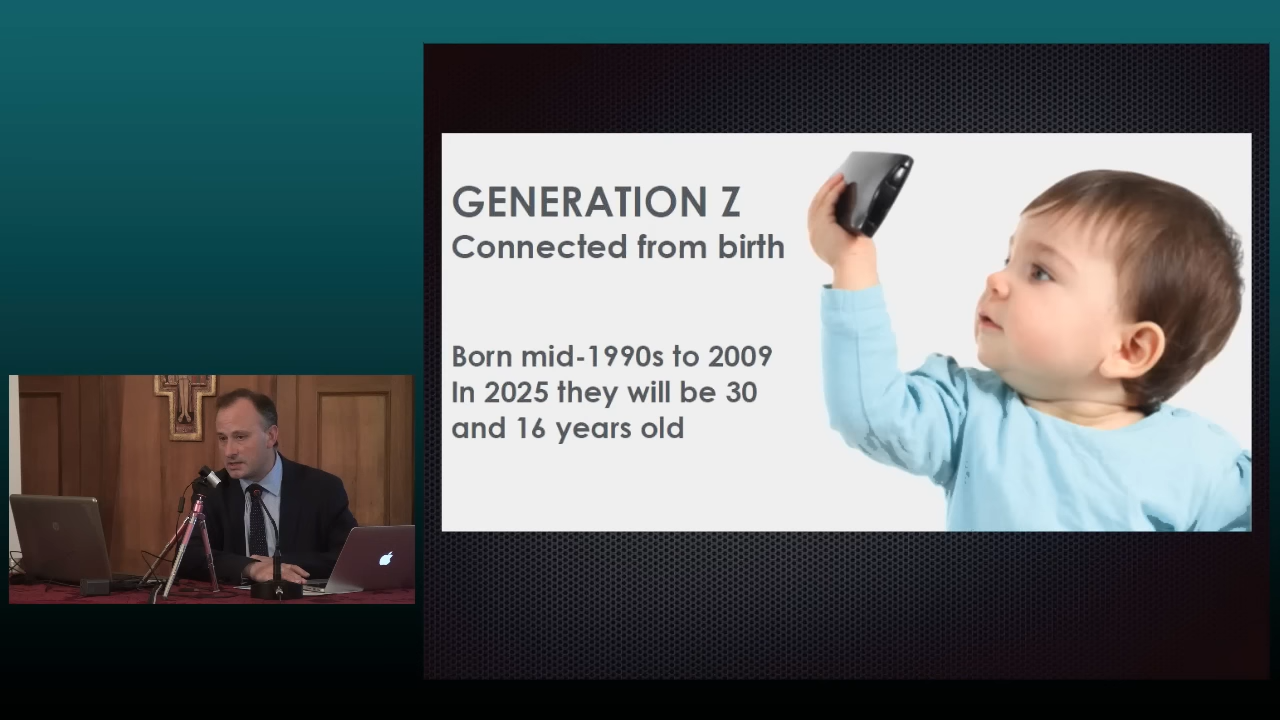 GENERATION Z
Connected from birth
Born mid-1990s to 2009
In 2025 they will be 30
and 16 years old